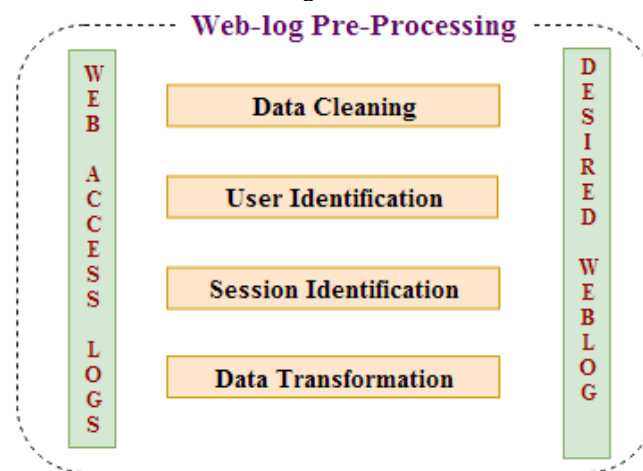 Web-log Pre-Processing
WEB ACCESS LOGS
Data Cleaning
User Identification
Session Identification
Data Transformation
DESIRED WEBLOG